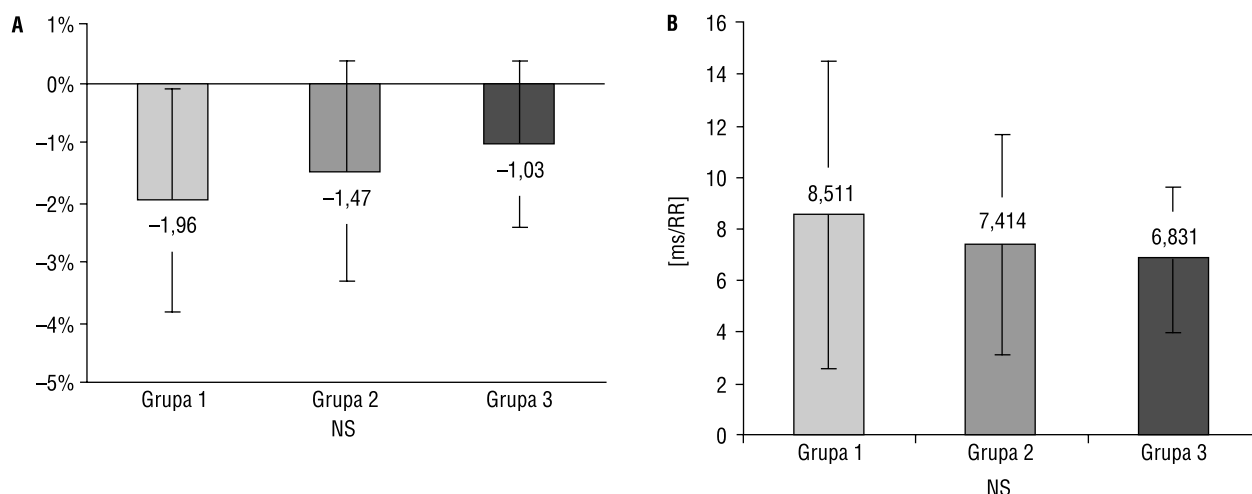 A
1%
0%
–1%
–2%
–3%
–4%
–5%
–1,96
–1,47
–1,03
Grupa 1
Grupa 2
Grupa 3
NS
B
[ms/RR]
16
14
12
10
8
6
4
2
0
8,511
7,414
6,831
Grupa 1
Grupa 2
Grupa 3
NS